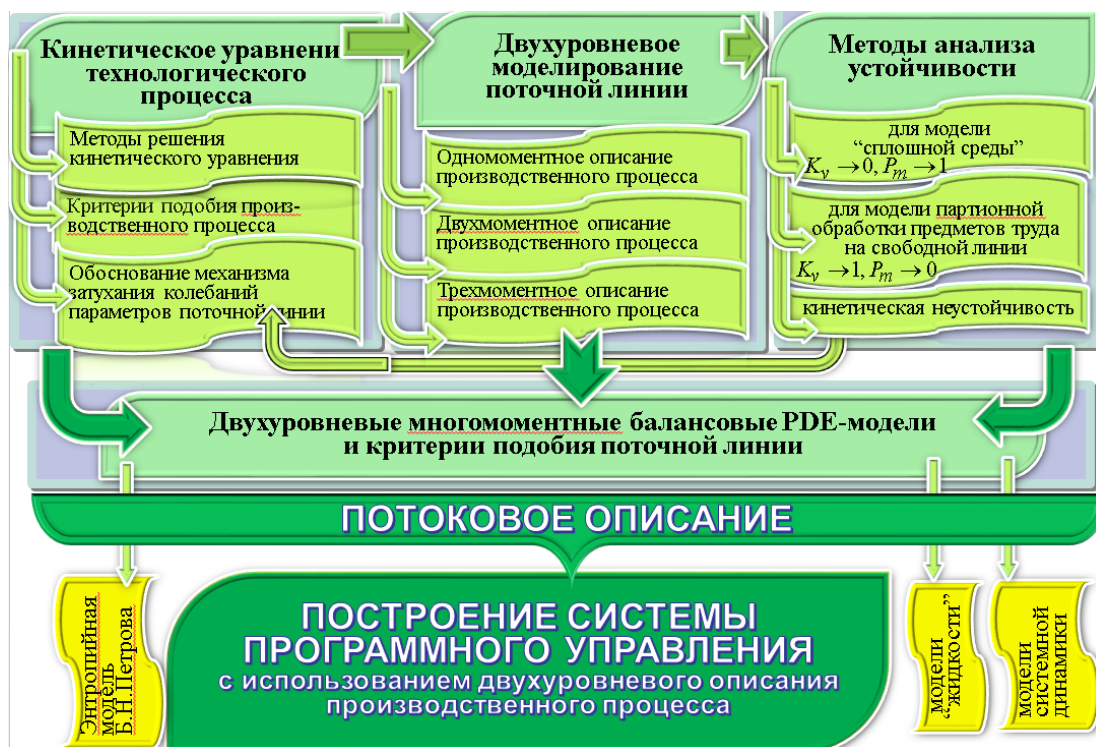 Кинетическое уравнени
технологического
процесса
Методы решения
кинетического уравнения
Критерии подобия произ-
водственного процесса
Обоснование механизма
затухания колебаний
параметров поточной линии
Двухуровневое
моделирование
поточной линии
Одномоментное описание
производственного процесса
Двухмоментное описание
производственного процесса
Трехмоментное описание
производственного процесса
Методы анализа
устойчивости
для модели
“сплошной среды”
K_v → 0, P_m → 1
для модели партионной
обработки предметов труда
на свободной линии
K_v → 1, P_m → 0
кинетическая неустойчивость
Двухуровневые многомоментные балансовые PDE-модели
и критерии подобия поточной линии
ПОТОКОВОЕ ОПИСАНИЕ
ПОСТРОЕНИЕ СИСТЕМЫ
ПРОГРАММНОГО УПРАВЛЕНИЯ
с использованием двухуровневого описания
производственного процесса
Энтропийная
модель
Б.Н.Петрова
модели
“жидкости”
модели
системной
динамики